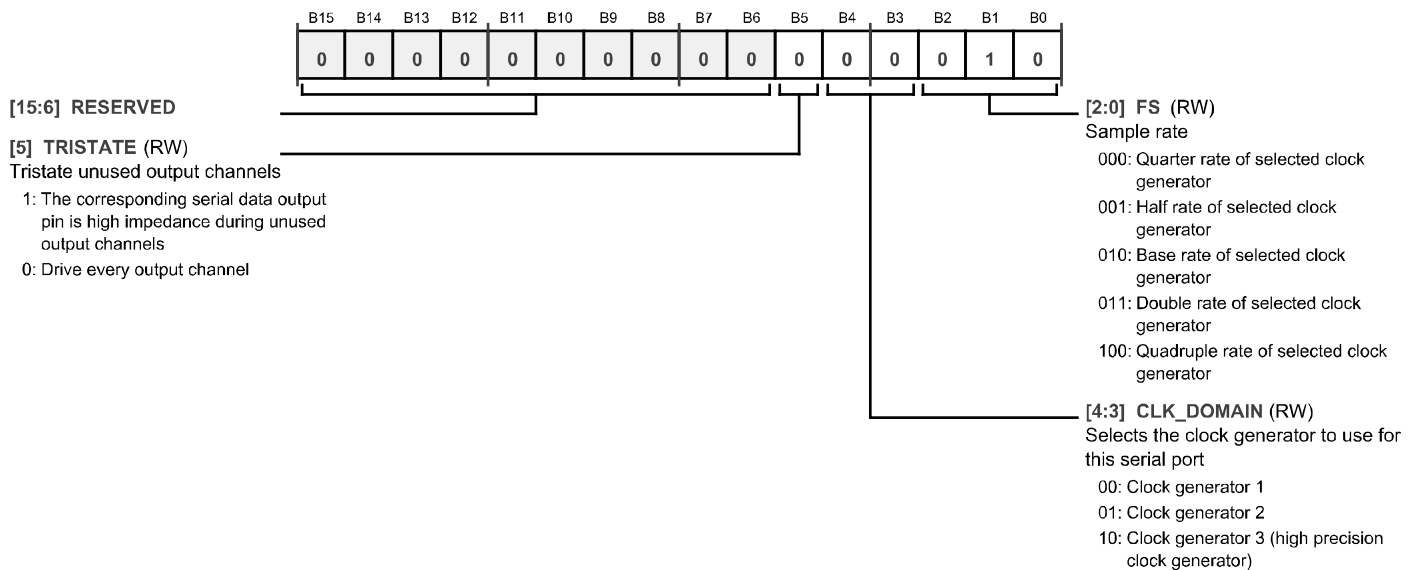 B15 B14 B13 B12 B11 B10 B9 B8 B7 B6 B5 B4 B3 B2 B1 B0
0 0 0 0 0 0 0 0 0 0 0 0 0 0 1 0
[15:6] RESERVED
[5] TRISTATE (RW)
Tristate unused output channels
1: The corresponding serial data output
pin is high impedance during unused
output channels
0: Drive every output channel
[2:0] FS (RW)
Sample rate
000: Quarter rate of selected clock
generator
001: Half rate of selected clock
generator
010: Base rate of selected clock
generator
011: Double rate of selected clock
generator
100: Quadruple rate of selected clock
generator
[4:3] CLK_DOMAIN (RW)
Selects the clock generator to use for
this serial port
00: Clock generator 1
01: Clock generator 2
10: Clock generator 3 (high precision
clock generator)